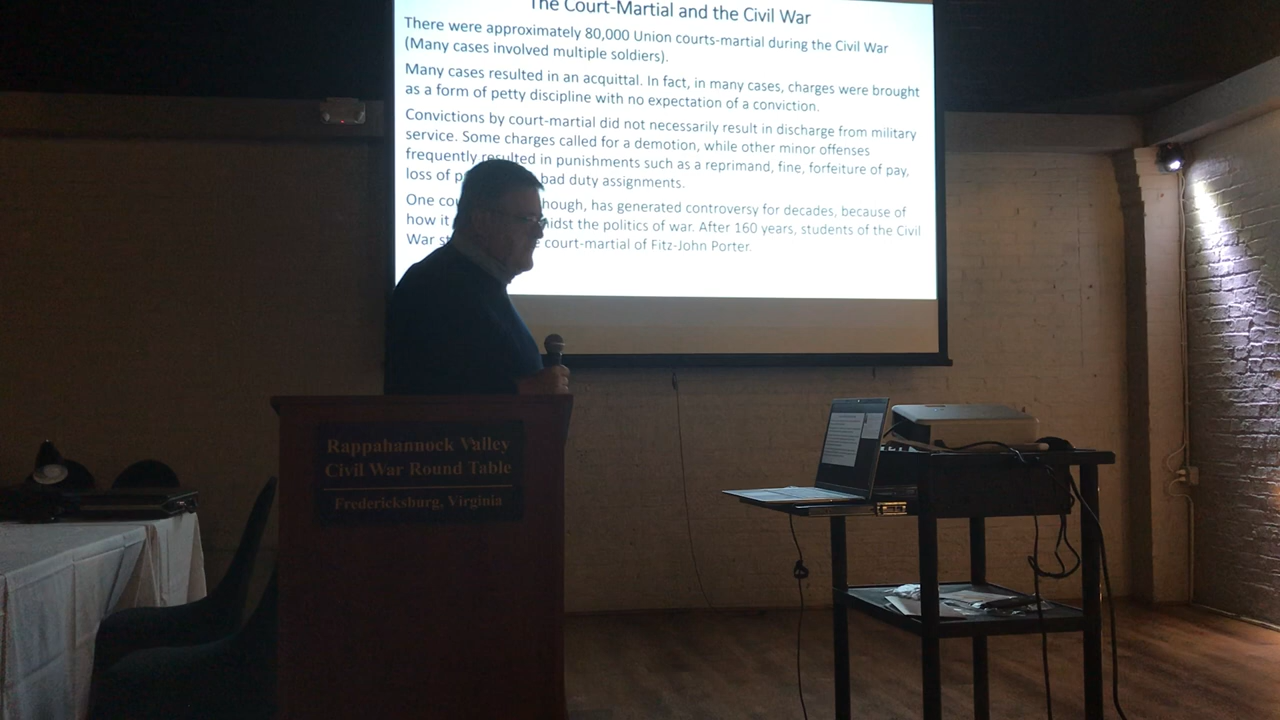 The Court-Martial and the Civil War
There were approximately 80,000 Union courts-martial during the Civil War
(Many cases involved multiple soldiers).
Many cases resulted in an acquittal. In fact, in many cases, charges were brought
as a form of petty discipline with no expectation of a conviction.
Convictions by court-martial did not necessarily result in discharge from military
service. Some charges called for a demotion, while other minor offenses
frequently resulted in punishments such as a reprimand, fine, forfeiture of pay,
loss of bad duty assignments.
One hough, has generated controversy for decades, because of
how it midst the politics of war. After 160 years, students of the Civil
War court-martial of Fitz-John Porter.
Rappahannock Valley
Civil War Round Table
Fredericksburg, Virginia